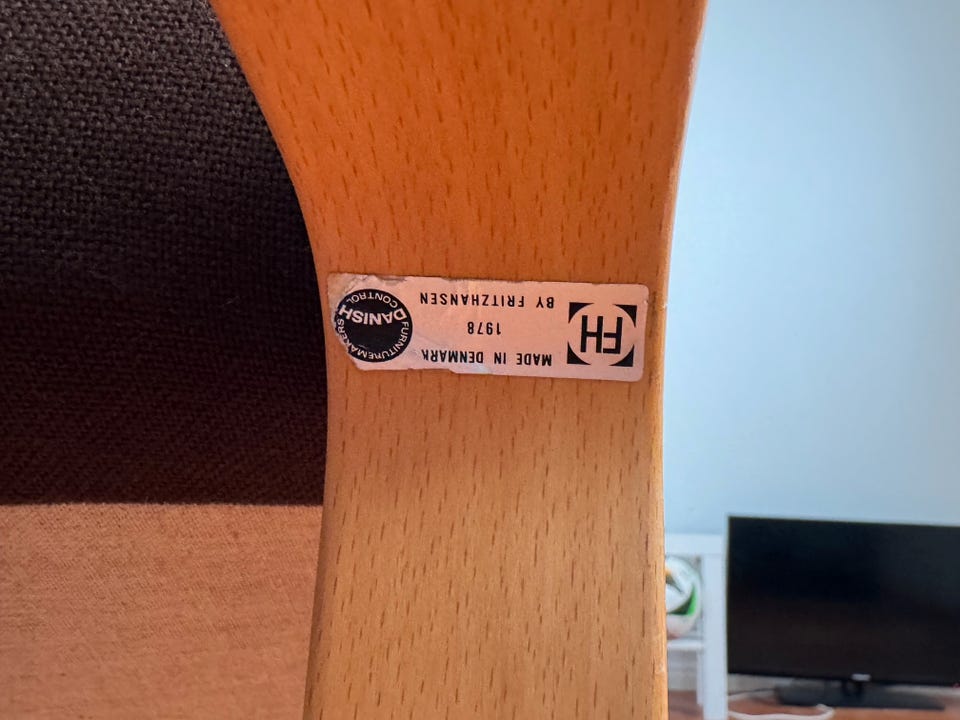 FH
MADE IN DENMARK
1978
BY FRITZHANSEN
FURNITUREMAKERS
DANISH
CONTROL